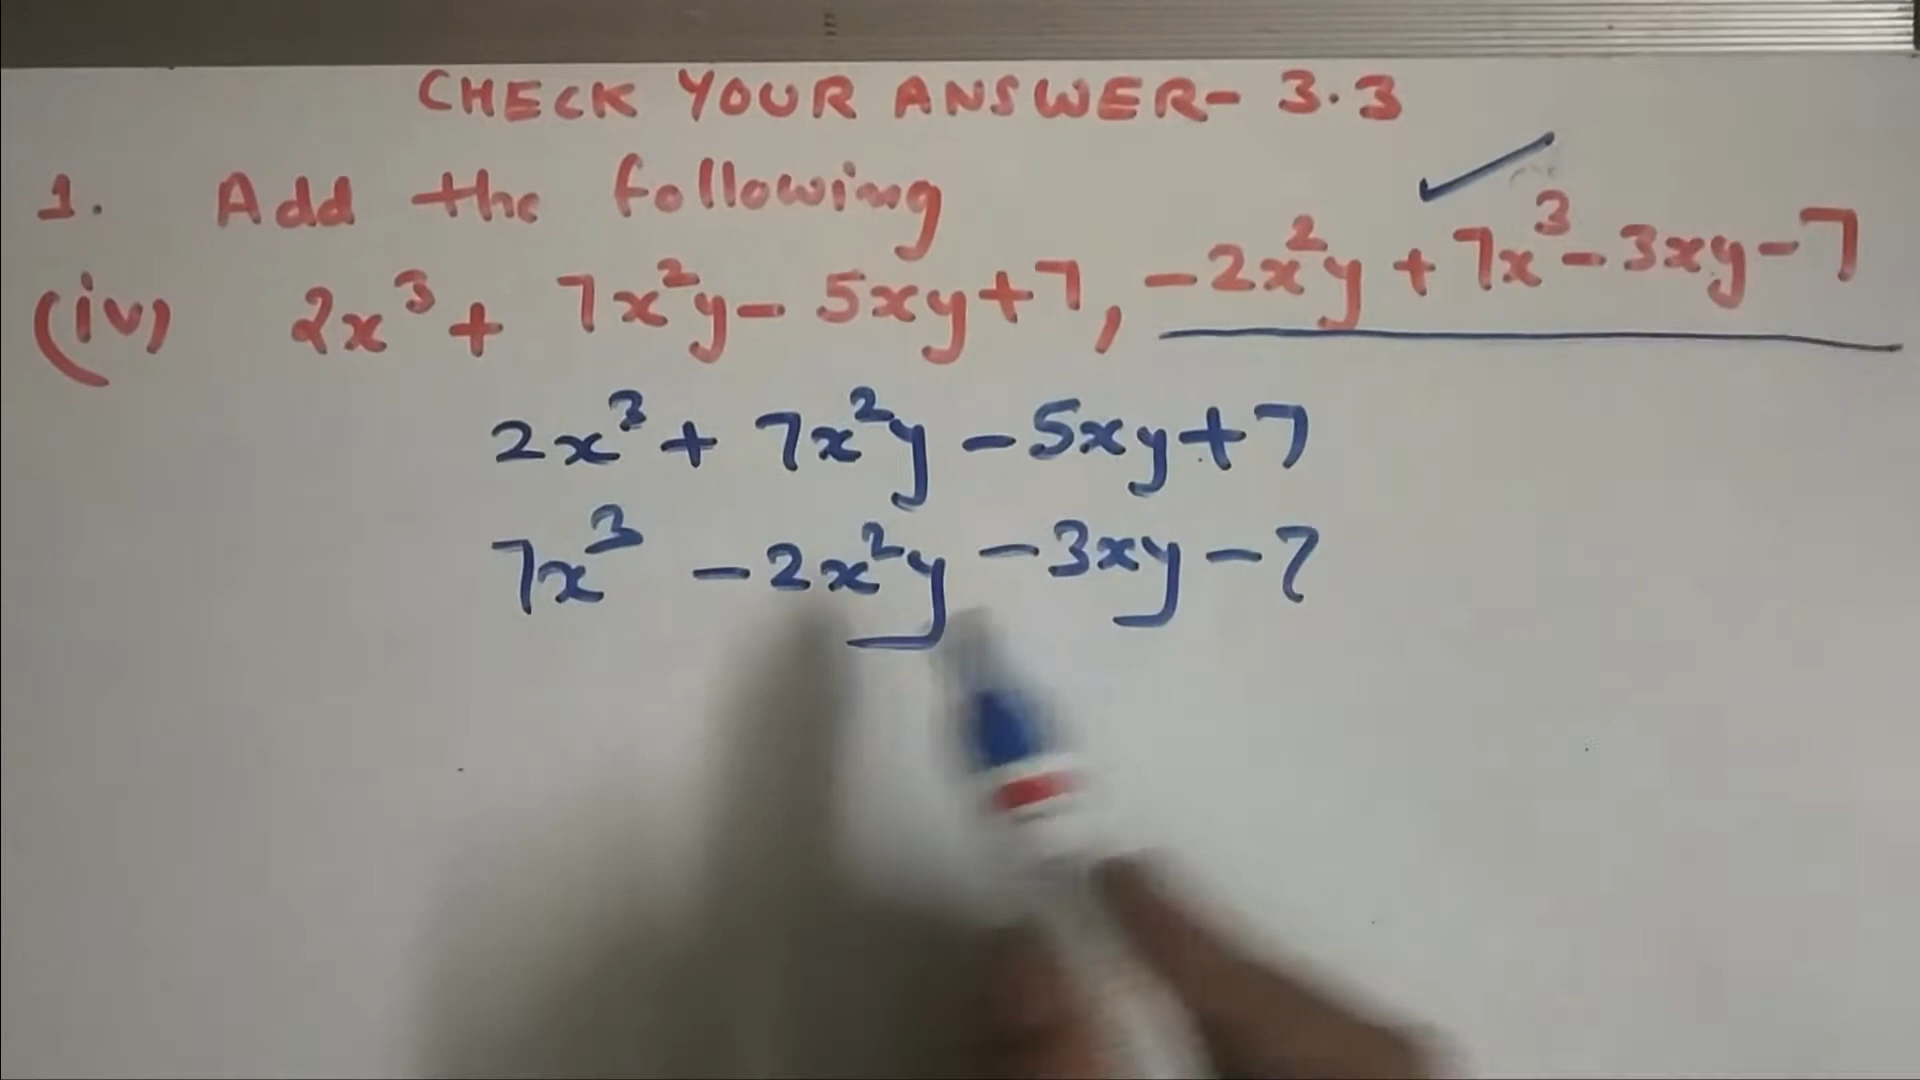 CHECK YOUR ANSWER- 3.3
1. Add the following
(iv) 2x³ + 7x²y - 5xy + 7, -2x²y + 7x³ - 3xy - 7
2x³ + 7x²y - 5xy + 7
7x³ - 2x²y - 3xy - 7